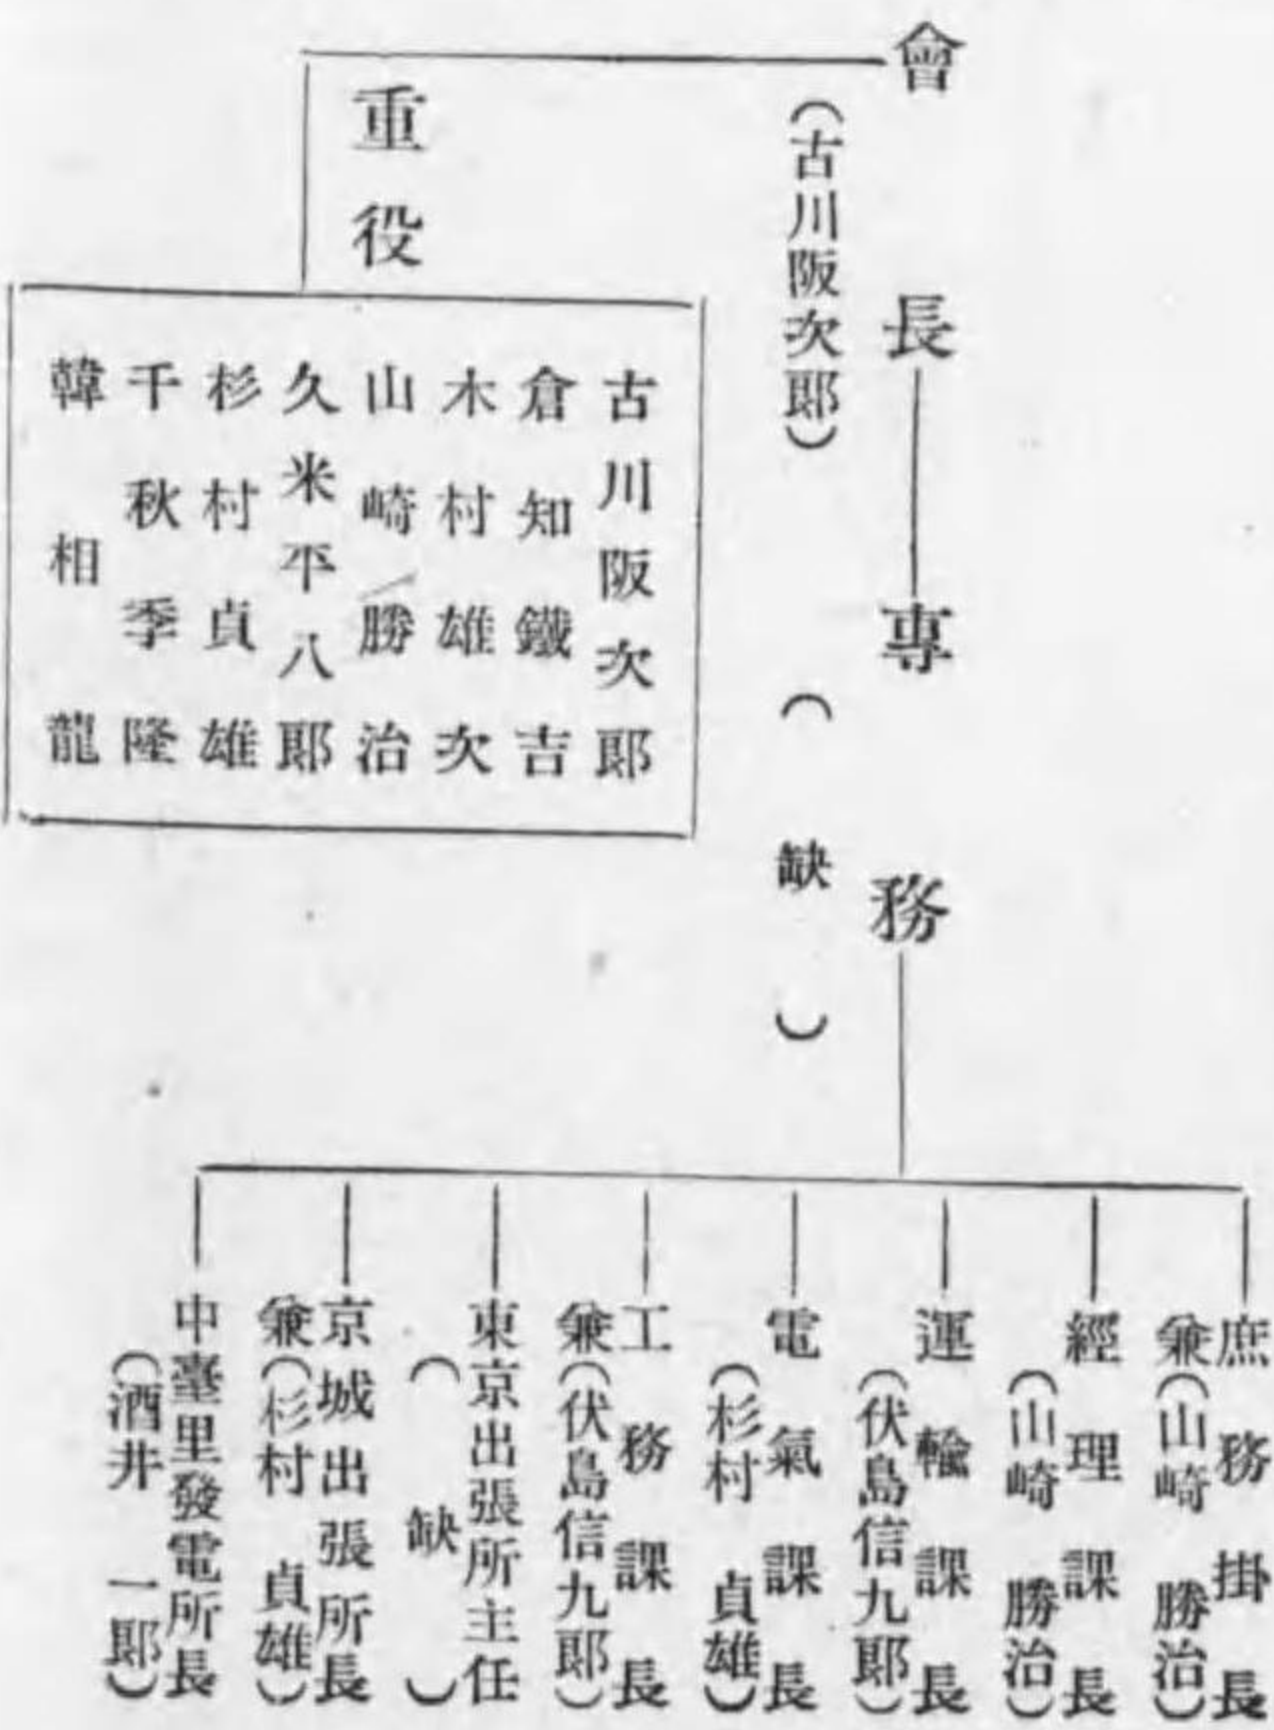 會長
（古川阪次郎）
專務
（缺）
重役
古川阪次郎
倉知鐵吉
木村雄次
山崎勝治
久米平八郎
杉村貞雄
千秋季隆
韓相龍
庶務掛長
兼（山崎　勝治）
經理課長
（山崎　勝治）
運輸課長
（伏島信九郎）
電氣課長
（杉村　貞雄）
工務課長
兼（伏島信九郎）
東京出張所主任
（缺）
京城出張所長
兼（杉村　貞雄）
中臺里發電所長
（酒井　一郎）